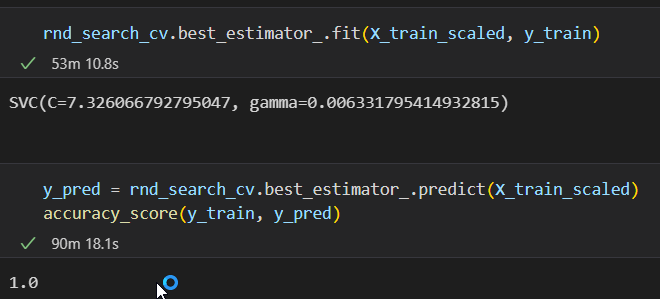 rnd_search_cv.best_estimator_.fit(X_train_scaled, y_train)
53m 10.8s
SVC(C=7.326066792795047, gamma=0.006331795414932815)
y_pred = rnd_search_cv.best_estimator_.predict(X_train_scaled)
accuracy_score(y_train, y_pred)
90m 18.1s
1.0